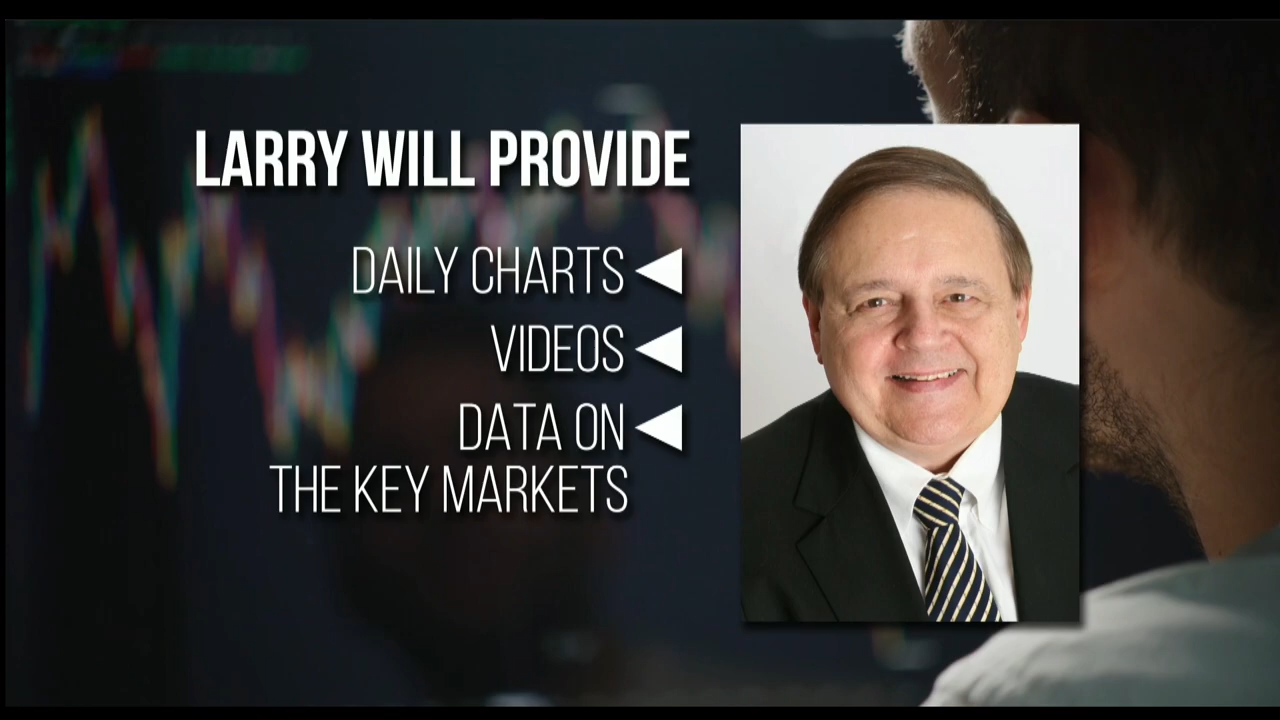 LARRY WILL PROVIDE
DAILY CHARTS
VIDEOS
DATA ON
THE KEY MARKETS